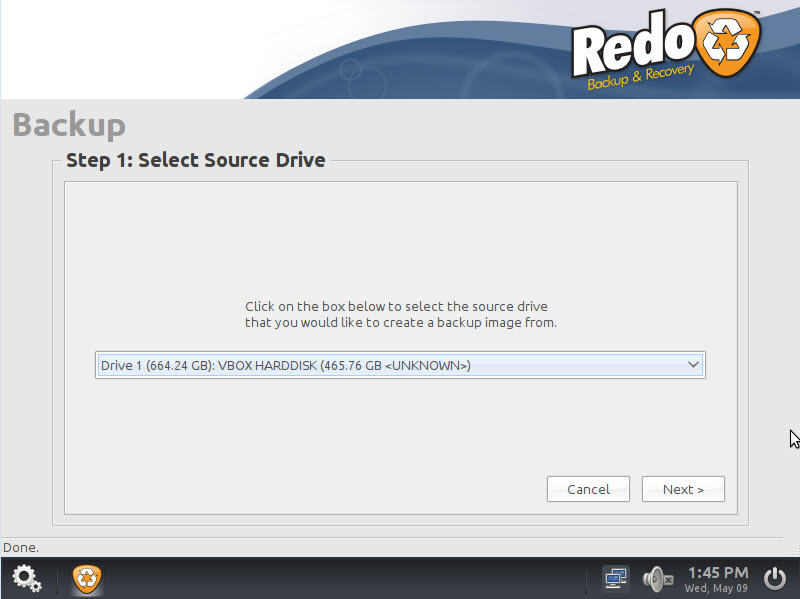 Redo™
Backup & Recovery
Backup
Step 1: Select Source Drive
Click on the box below to select the source drive
that you would like to create a backup image from.
Drive 1 (664.24 GB): VBOX HARDDISK (465.76 GB <UNKNOWN>)
Cancel
Next >
Done.
1:45 PM
Wed, May 09